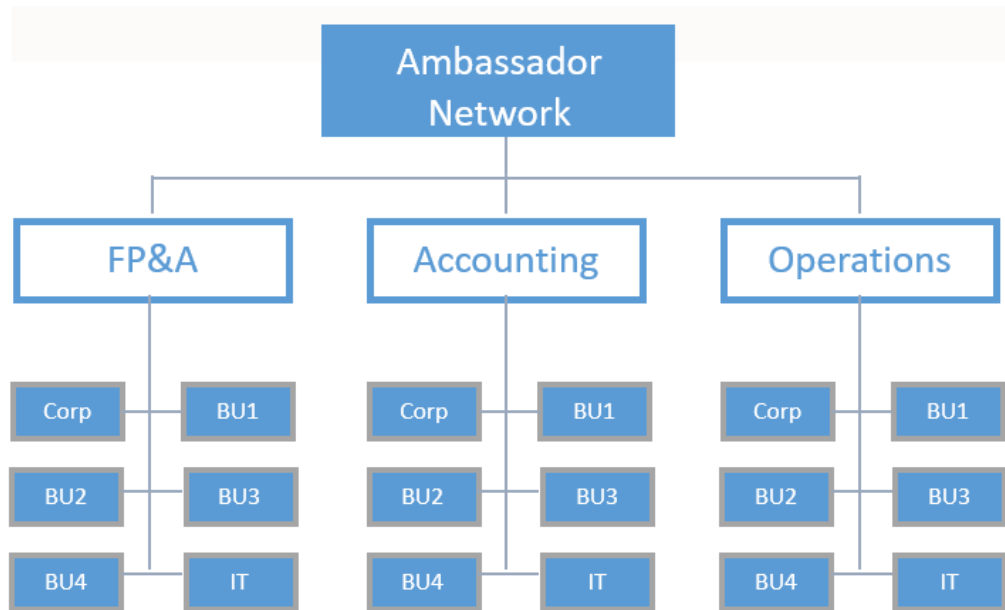 Ambassador
Network
FP&A
Accounting
Operations
Corp
BU1
Corp
BU1
Corp
BU1
BU2
BU3
BU2
BU3
BU2
BU3
BU4
IT
BU4
IT
BU4
IT